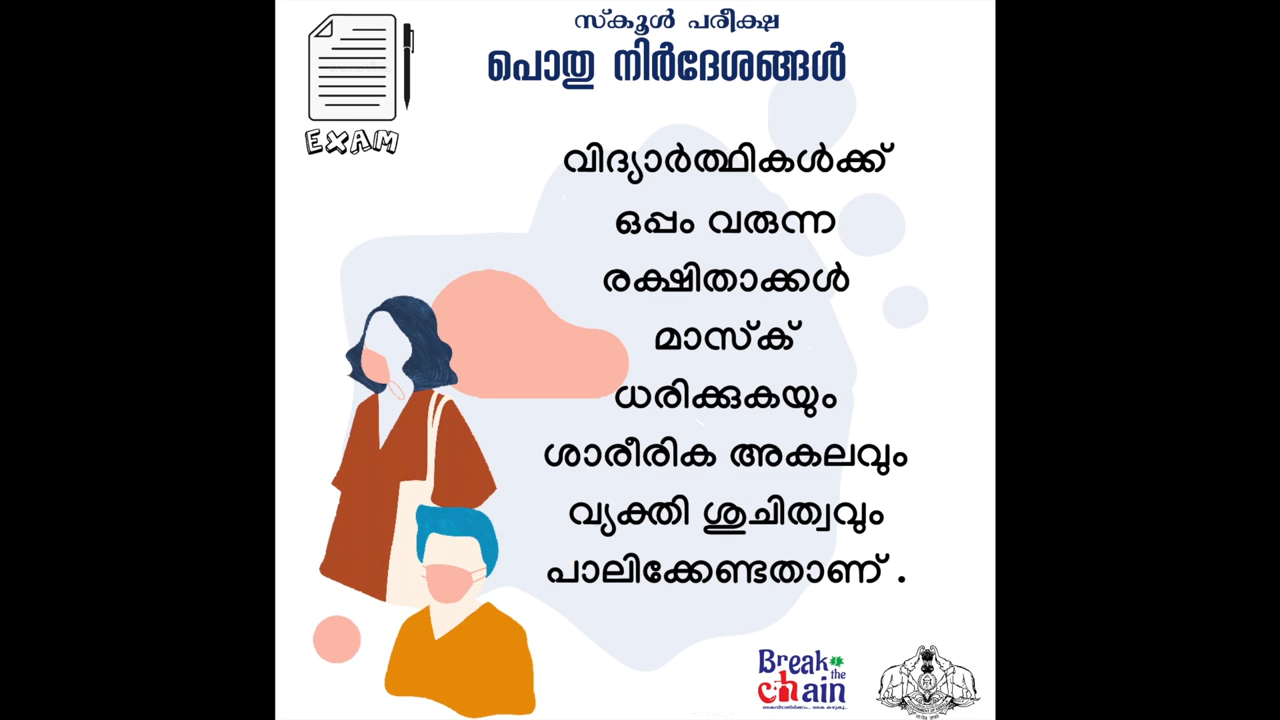 സ്കൂൾ പരീക്ഷ
പൊതു നിർദേശങ്ങൾ
EXAM
വിദ്യാർത്ഥികൾക്ക്
ഒപ്പം വരുന്ന
രക്ഷിതാക്കൾ
മാസ്ക്
ധരിക്കുകയും
ശാരീരിക അകലവും
വ്യക്തി ശുചിത്വവും
പാലിക്കേണ്ടതാണ് .
Break
the
chain